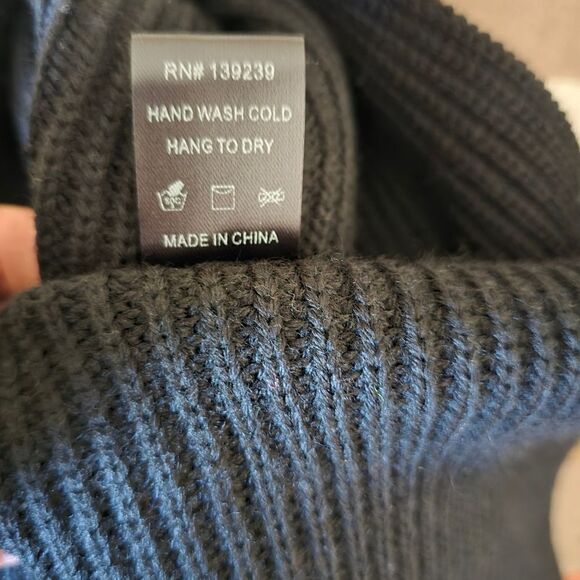 RN# 139239
HAND WASH COLD
HANG TO DRY
MADE IN CHINA